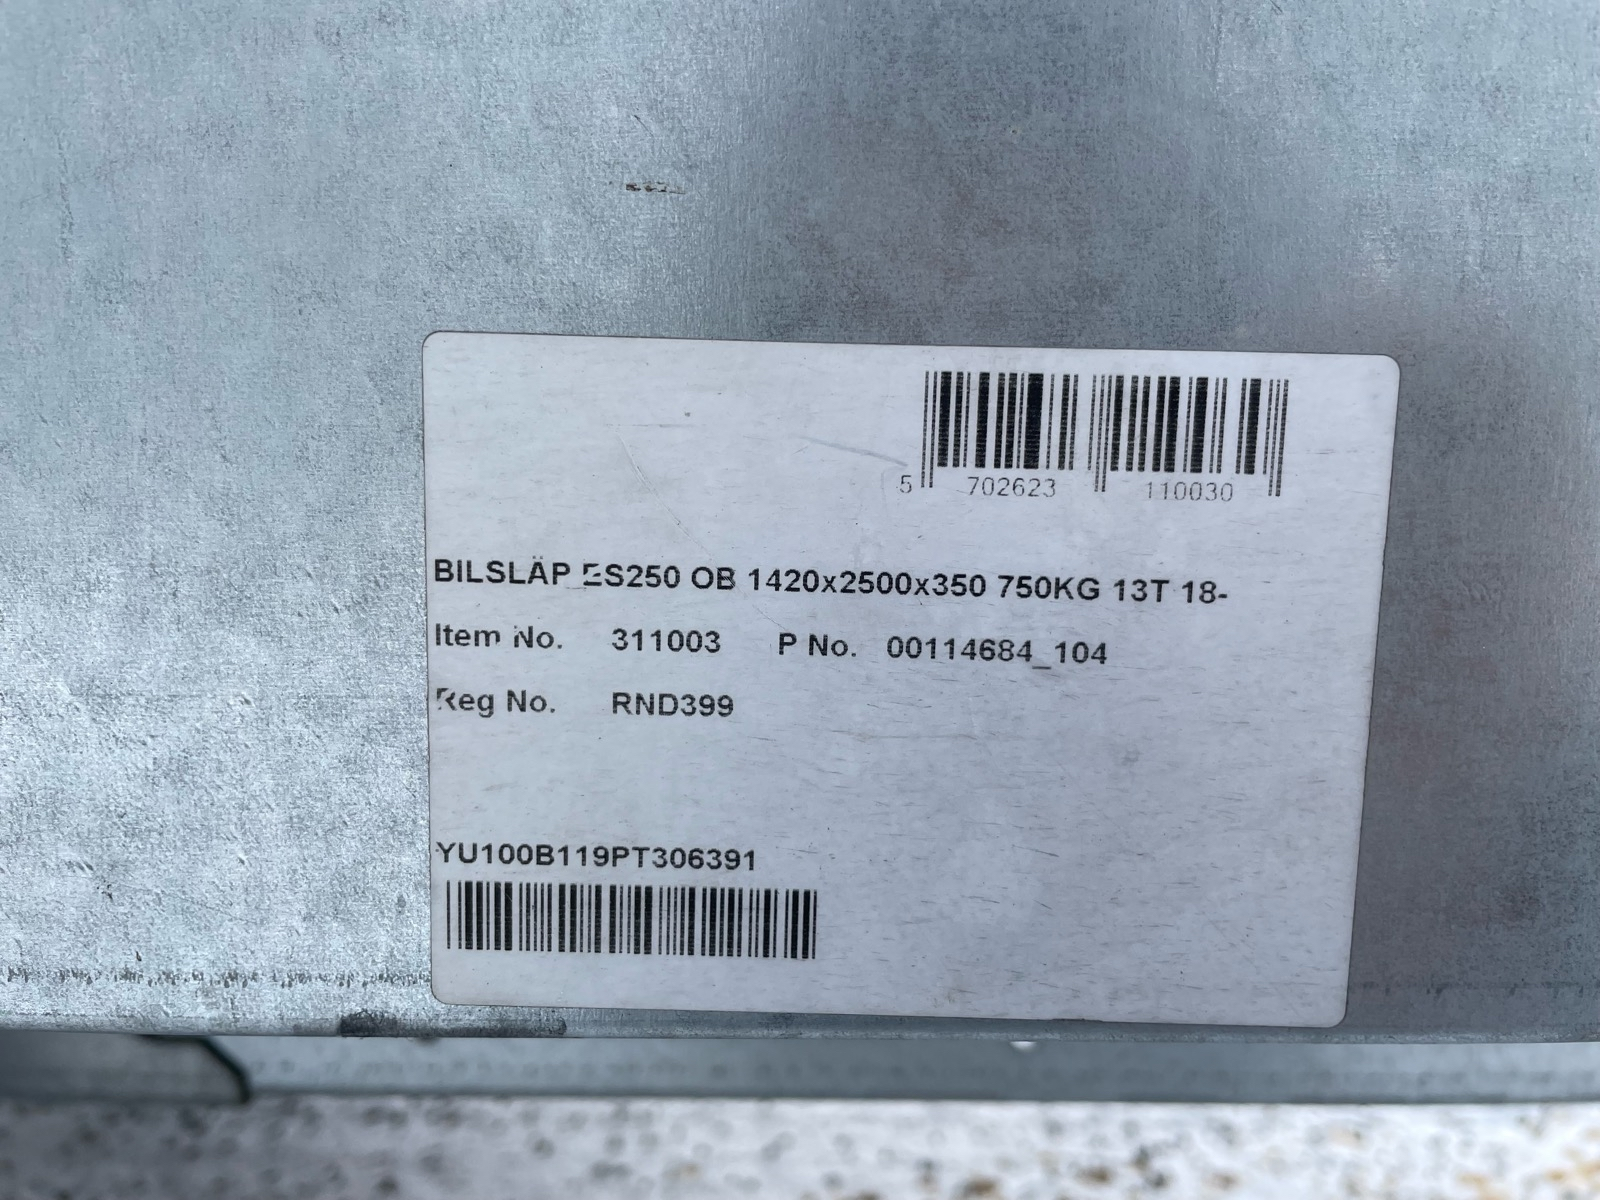 5 702623 110030
BILSLÄP ES250 OB 1420x2500x350 750KG 13T 18-
Item No. 311003 P No. 00114684_104
Reg No. RND399
YU100B119PT306391